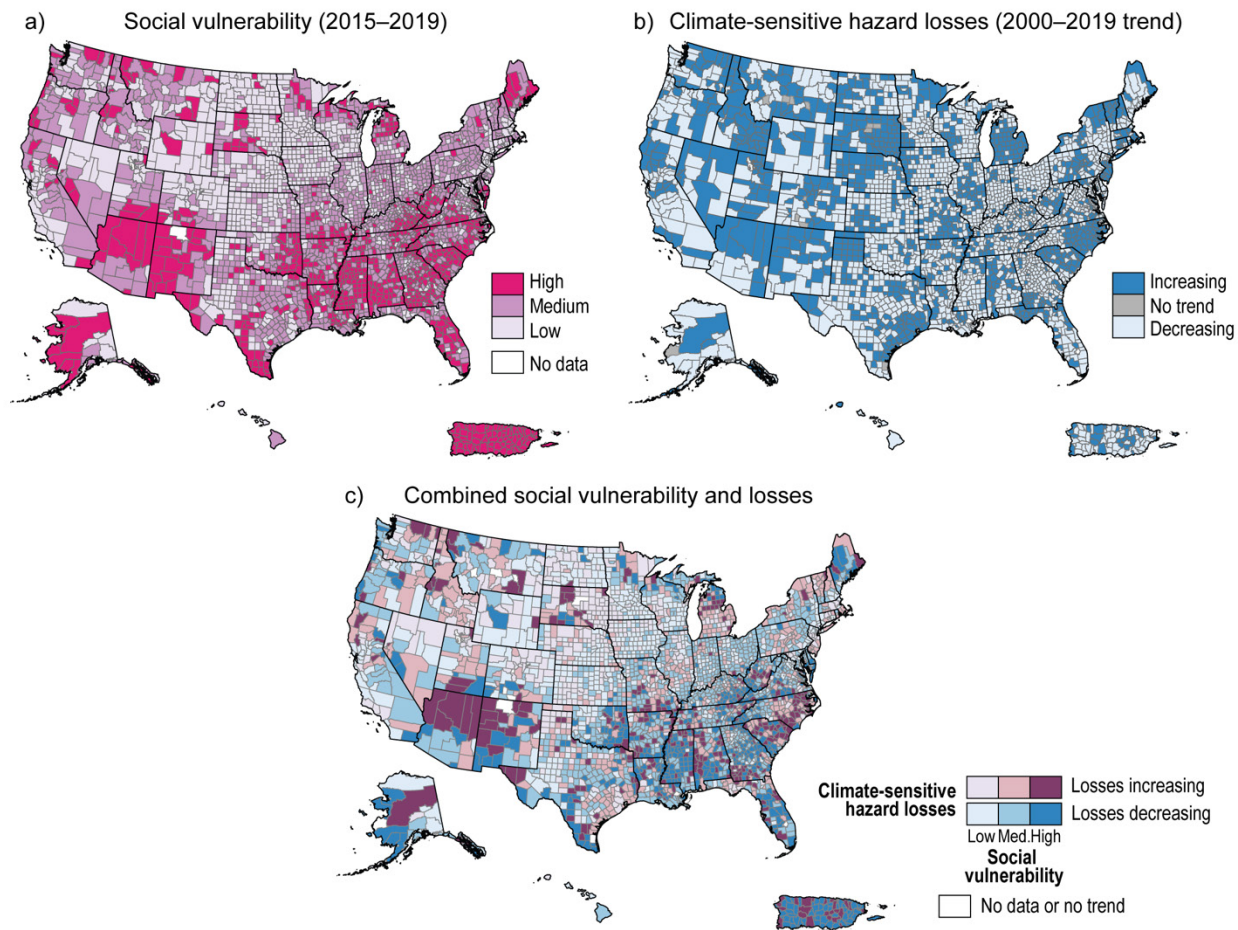 a) Social vulnerability (2015–2019)
High
Medium
Low
No data
b) Climate-sensitive hazard losses (2000–2019 trend)
Increasing
No trend
Decreasing
c) Combined social vulnerability and losses
Climate-sensitive
hazard losses
Losses increasing
Losses decreasing
Low Med. High
Social
vulnerability
No data or no trend